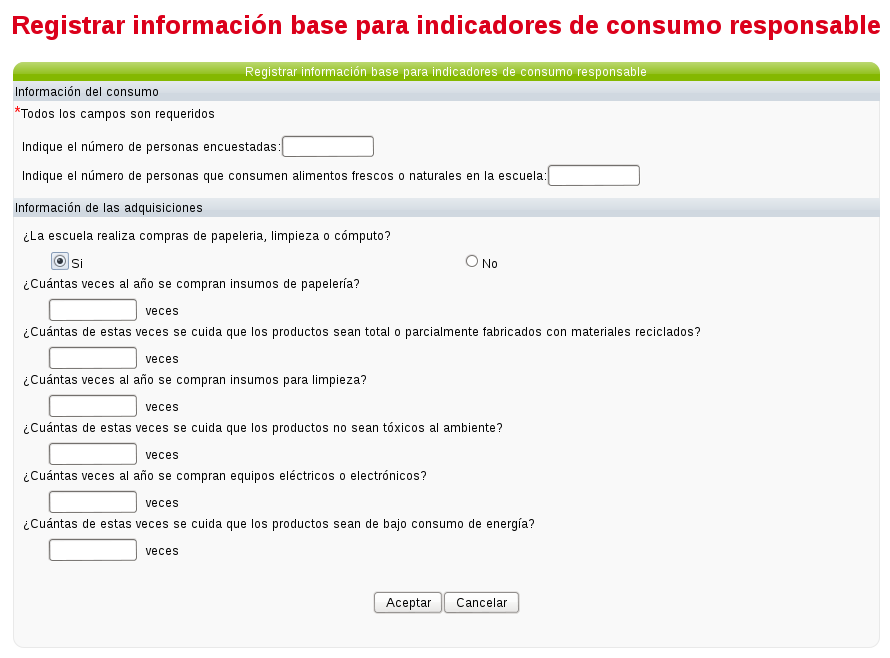 Registrar información base para indicadores de consumo responsable
Registrar información base para indicadores de consumo responsable
Información del consumo
*Todos los campos son requeridos
Indique el número de personas encuestadas:
Indique el número de personas que consumen alimentos frescos o naturales en la escuela:
Información de las adquisiciones
¿La escuela realiza compras de papeleria, limpieza o cómputo?
Si No
¿Cuántas veces al año se compran insumos de papelería?
veces
¿Cuántas de estas veces se cuida que los productos sean total o parcialmente fabricados con materiales reciclados?
veces
¿Cuántas veces al año se compran insumos para limpieza?
veces
¿Cuántas de estas veces se cuida que los productos no sean tóxicos al ambiente?
veces
¿Cuántas veces al año se compran equipos eléctricos o electrónicos?
veces
¿Cuántas de estas veces se cuida que los productos sean de bajo consumo de energía?
veces
Aceptar Cancelar